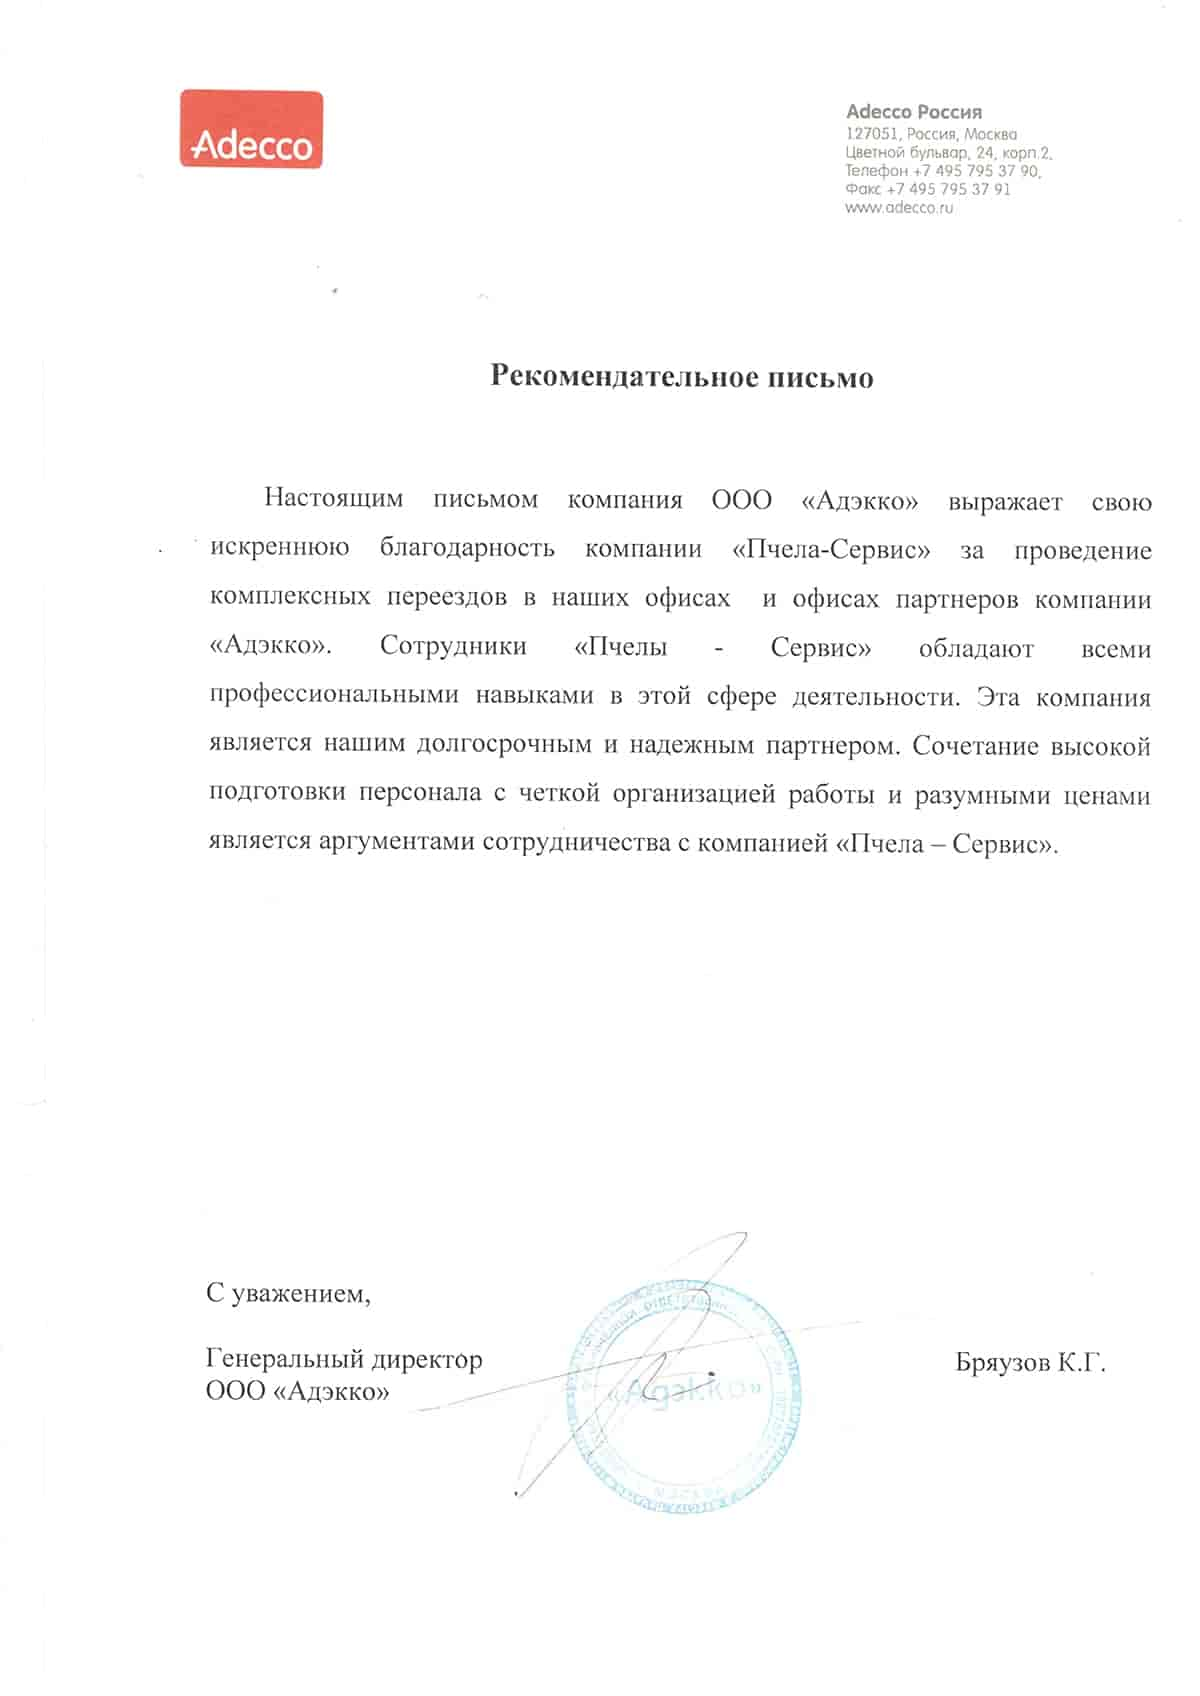 Adecco
Adecco Россия
127051, Россия, Москва
Цветной бульвар, 24, корп.2,
Телефон +7 495 795 37 90,
Факс +7 495 795 37 91
www.adecco.ru
Рекомендательное письмо
Настоящим письмом компания ООО «Адэкко» выражает свою
искреннюю благодарность компании «Пчела-Сервис» за проведение
комплексных переездов в наших офисах и офисах партнеров компании
«Адэкко». Сотрудники «Пчелы - Сервис» обладают всеми
профессиональными навыками в этой сфере деятельности. Эта компания
является нашим долгосрочным и надежным партнером. Сочетание высокой
подготовки персонала с четкой организацией работы и разумными ценами
является аргументами сотрудничества с компанией «Пчела – Сервис».
С уважением,
Генеральный директор
ООО «Адэкко»
Бряузов К.Г.
«Адэкко»
МОСКВА